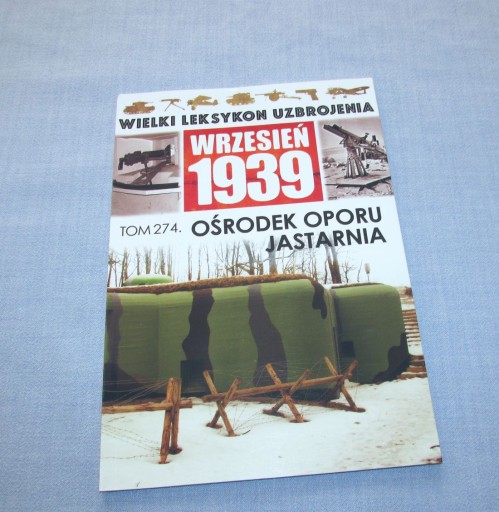 WIELKI LEKSYKON UZBROJENIA
WRZESIEŃ
1939
TOM 274. OŚRODEK OPORU
JASTARNIA